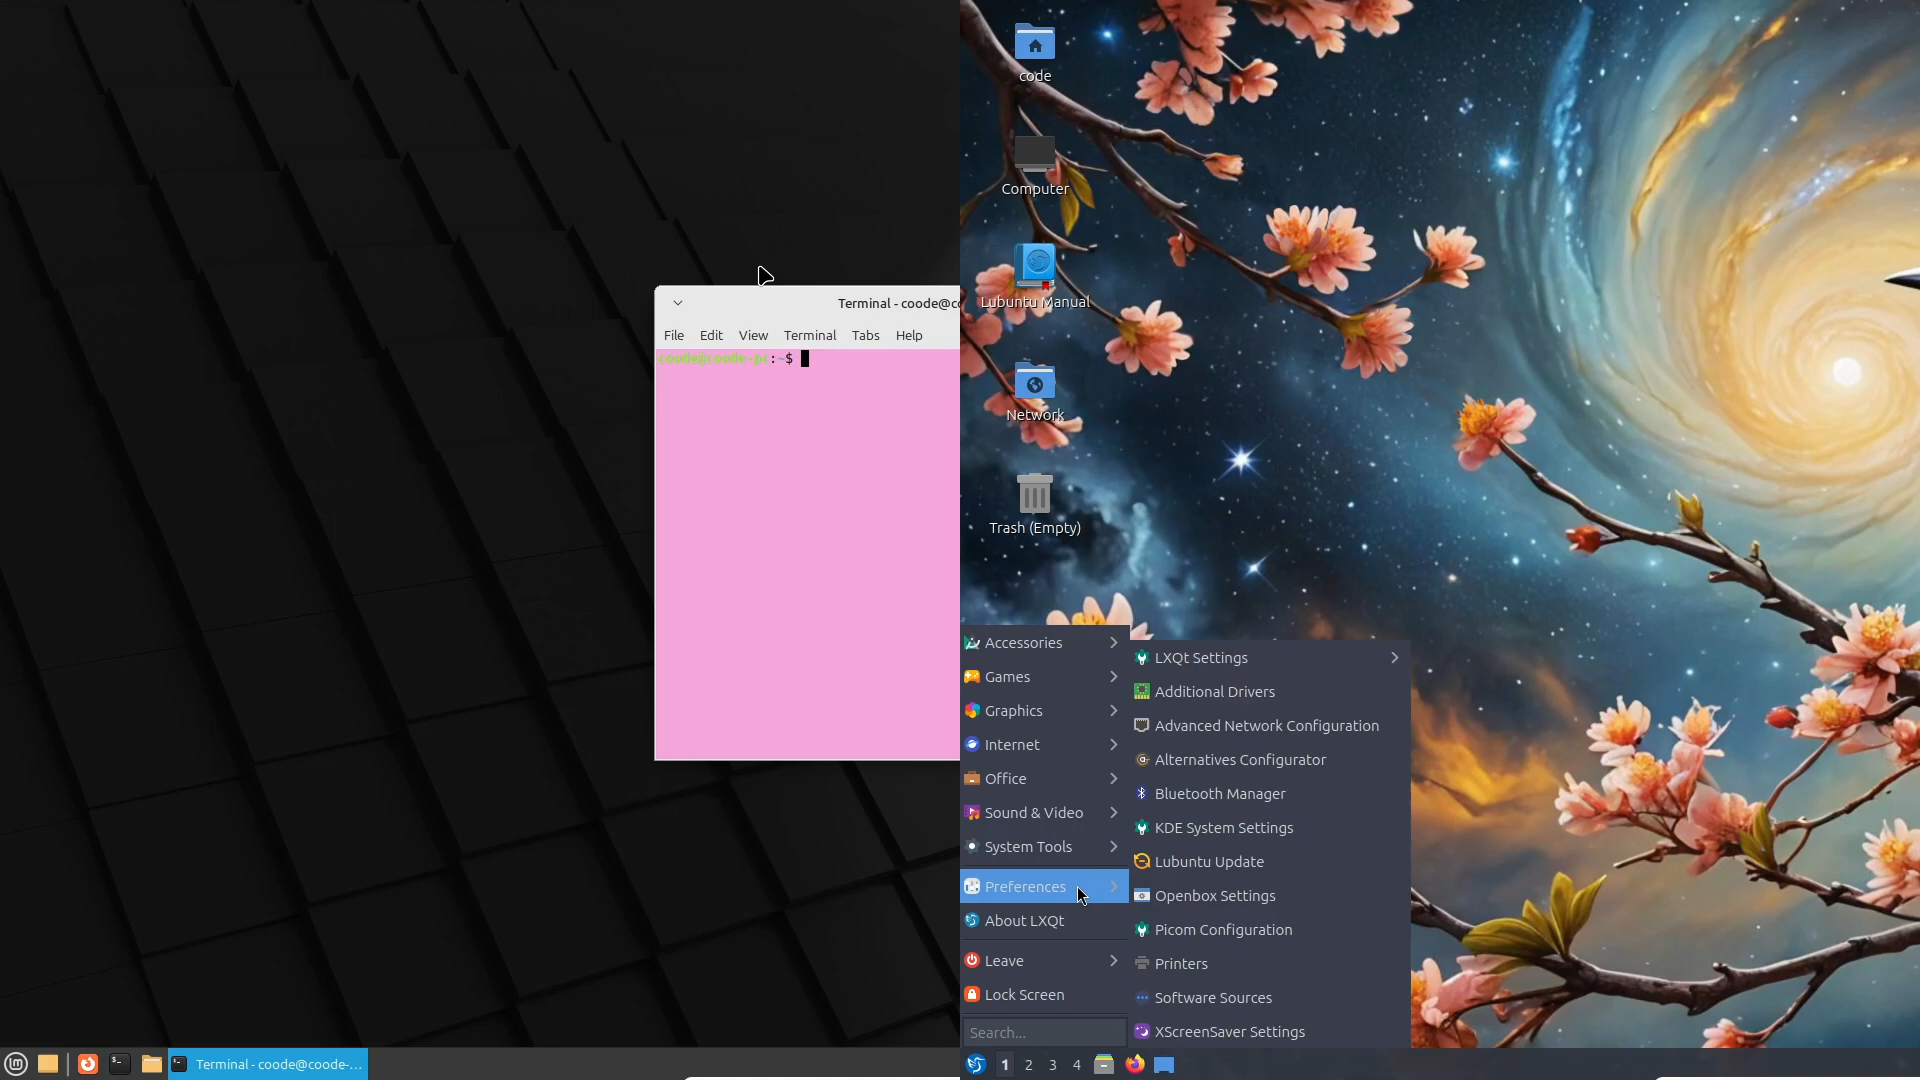 code
Computer
Lubuntu Manual
Network
Trash (Empty)
Terminal - coode@co
File Edit View Terminal Tabs Help
coode@coode-pc:~$
Accessories
Games
Graphics
Internet
Office
Sound & Video
System Tools
Preferences
About LXQt
Leave
Lock Screen
Search...
LXQt Settings
Additional Drivers
Advanced Network Configuration
Alternatives Configurator
Bluetooth Manager
KDE System Settings
Lubuntu Update
Openbox Settings
Picom Configuration
Printers
Software Sources
XScreenSaver Settings
Terminal - coode@coode-...
1 2 3 4